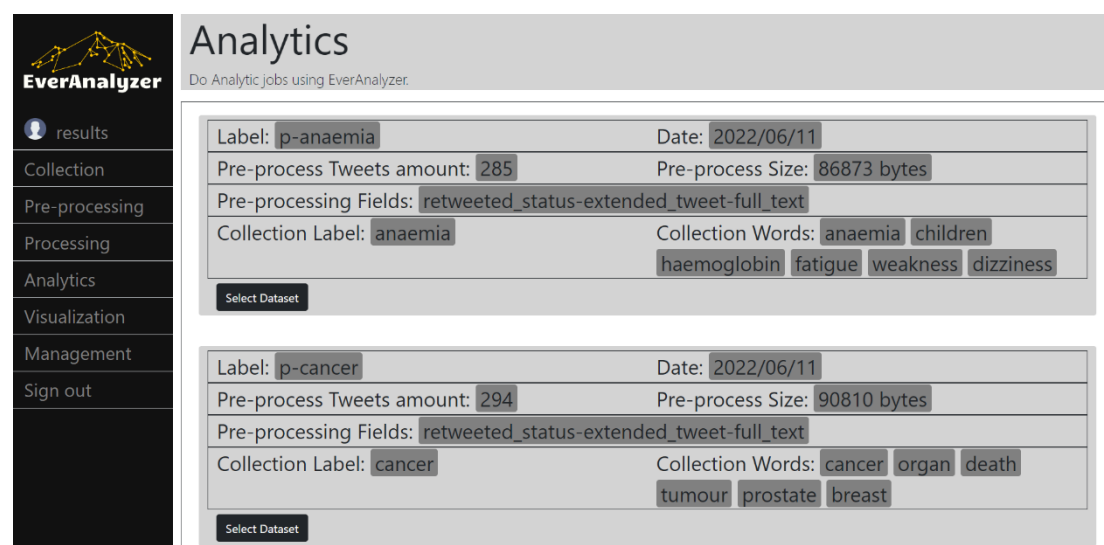 EverAnalyzer
results
Collection
Pre-processing
Processing
Analytics
Visualization
Management
Sign out
Analytics
Do Analytic jobs using EverAnalyzer.
Label: p-anaemia Date: 2022/06/11
Pre-process Tweets amount: 285 Pre-process Size: 86873 bytes
Pre-processing Fields: retweeted_status-extended_tweet-full_text
Collection Label: anaemia Collection Words: anaemia children
haemoglobin fatigue weakness dizziness
Select Dataset
Label: p-cancer Date: 2022/06/11
Pre-process Tweets amount: 294 Pre-process Size: 90810 bytes
Pre-processing Fields: retweeted_status-extended_tweet-full_text
Collection Label: cancer Collection Words: cancer organ death
tumour prostate breast
Select Dataset